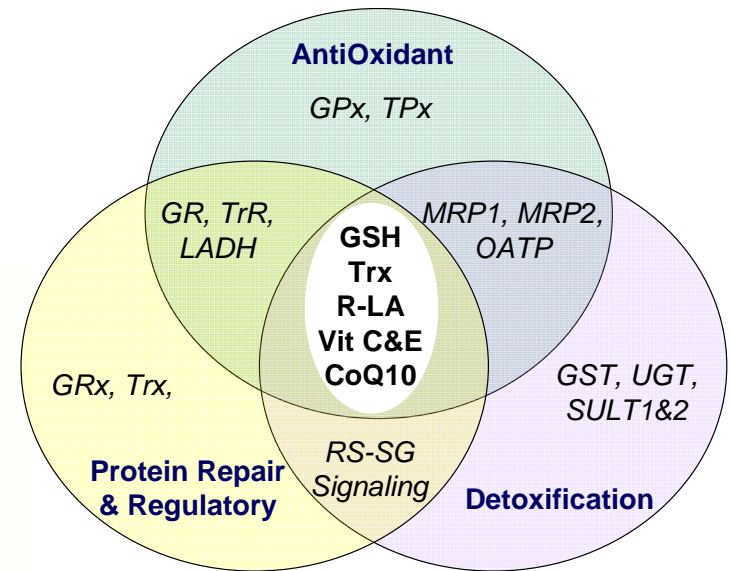 AntiOxidant
GPx, TPx
GR, TrR,
LADH
GSH
Trx
R-LA
Vit C&E
CoQ10
MRP1, MRP2,
OATP
GRx, Trx,
GST, UGT,
SULT1&2
RS-SG
Signaling
Protein Repair
& Regulatory
Detoxification